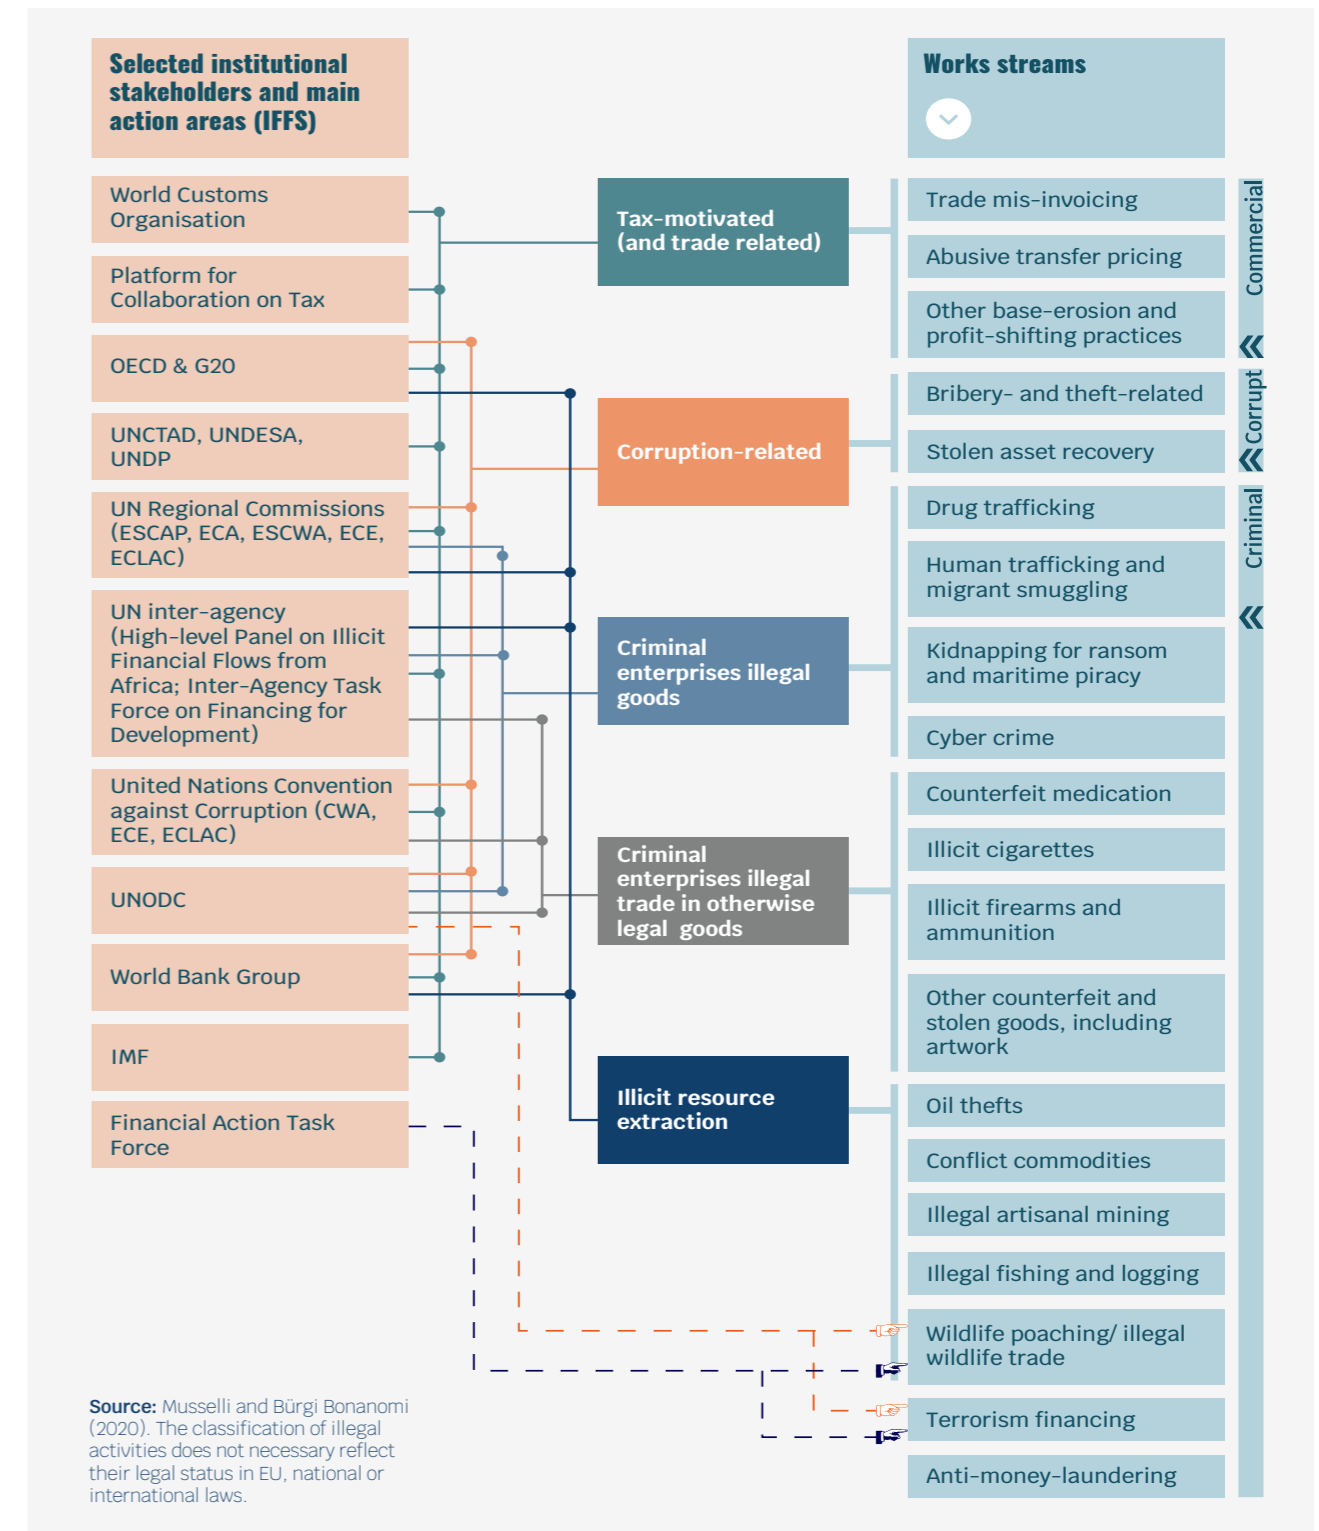 Selected institutional
stakeholders and main
action areas (IFFS)
World Customs
Organisation
Platform for
Collaboration on Tax
OECD & G20
UNCTAD, UNDESA,
UNDP
UN Regional Commissions
(ESCAP, ECA, ESCWA, ECE,
ECLAC)
UN inter-agency
(High-level Panel on Illicit
Financial Flows from
Africa; Inter-Agency Task
Force on Financing for
Development)
United Nations Convention
against Corruption (CWA,
ECE, ECLAC)
UNODC
World Bank Group
IMF
Financial Action Task
Force
Tax-motivated
(and trade related)
Corruption-related
Criminal
enterprises illegal
goods
Criminal
enterprises illegal
trade in otherwise
legal goods
Illicit resource
extraction
Works streams
Trade mis-invoicing
Abusive transfer pricing
Other base-erosion and
profit-shifting practices
Bribery- and theft-related
Stolen asset recovery
Drug trafficking
Human trafficking and
migrant smuggling
Kidnapping for ransom
and maritime piracy
Cyber crime
Counterfeit medication
Illicit cigarettes
Illicit firearms and
ammunition
Other counterfeit and
stolen goods, including
artwork
Oil thefts
Conflict commodities
Illegal artisanal mining
Illegal fishing and logging
Wildlife poaching/ illegal
wildlife trade
Terrorism financing
Anti-money-laundering
Commercial
Corrupt
Criminal
Source: Musselli and Bürgi Bonanomi
(2020). The classification of illegal
activities does not necessary reflect
their legal status in EU, national or
international laws.